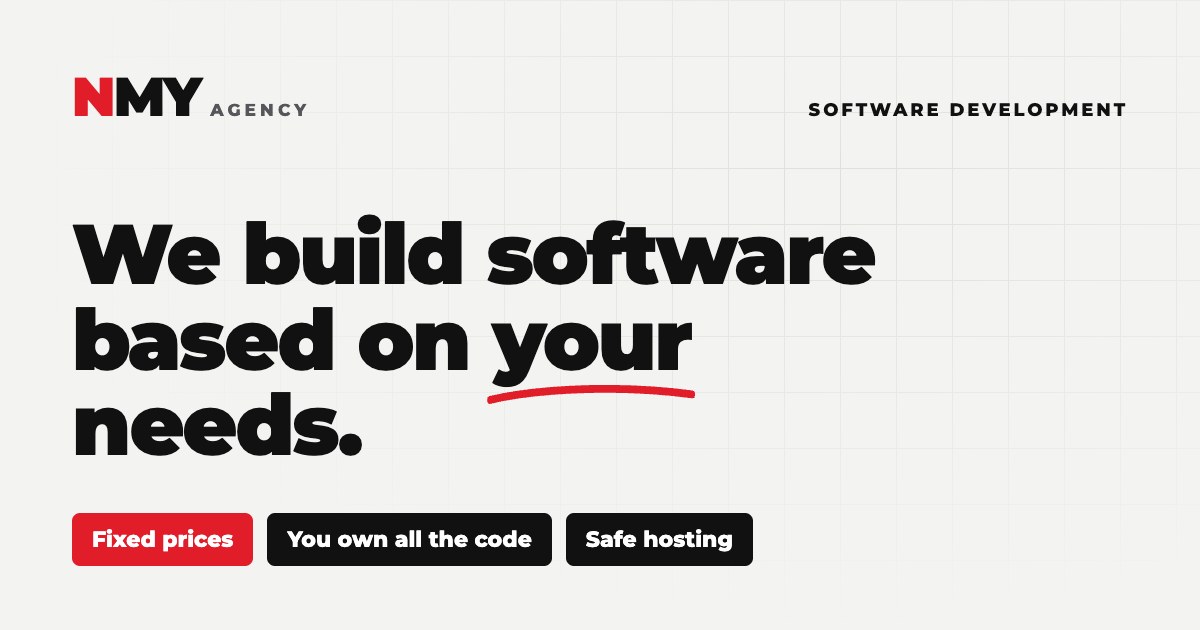 NMY AGENCY
SOFTWARE DEVELOPMENT
We build software
based on your
needs.
Fixed prices
You own all the code
Safe hosting